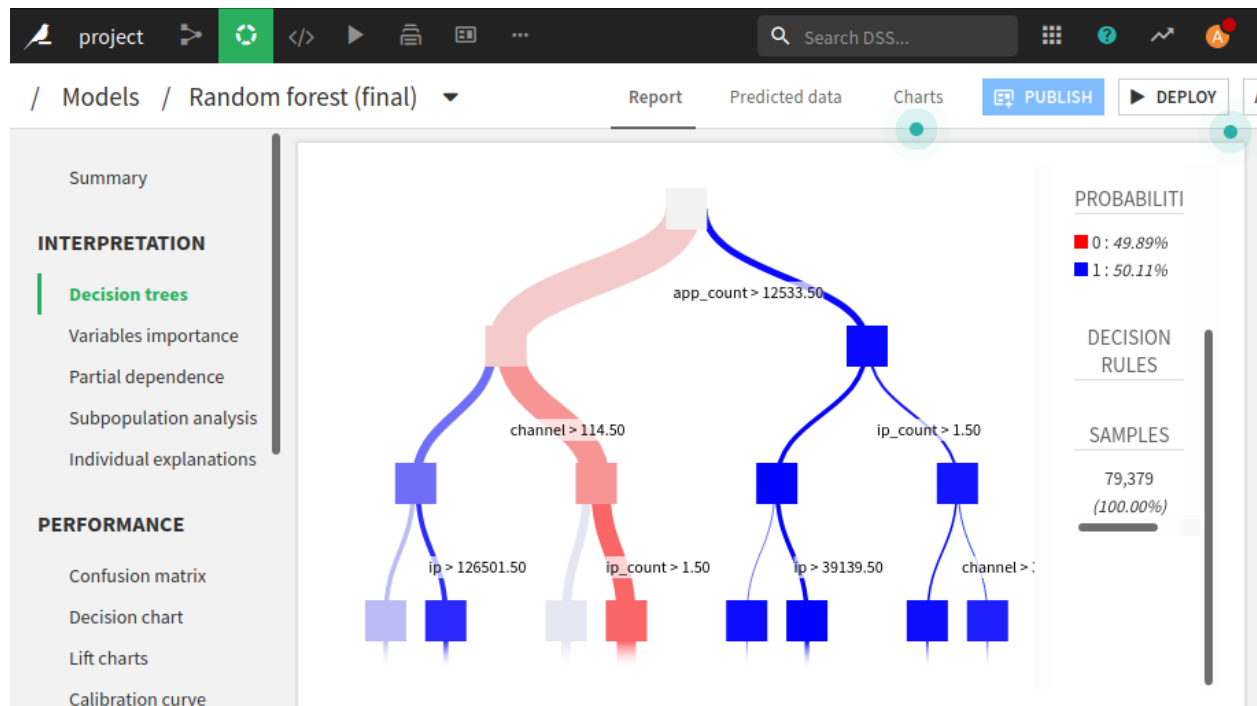 project
</>
Search DSS...
?
A
/ Models / Random forest (final)
Report
Predicted data
Charts
PUBLISH
DEPLOY
Summary
INTERPRETATION
Decision trees
Variables importance
Partial dependence
Subpopulation analysis
Individual explanations
PERFORMANCE
Confusion matrix
Decision chart
Lift charts
Calibration curve
app_count > 12533.50
channel > 114.50
ip_count > 1.50
ip > 126501.50
ip_count > 1.50
ip > 39139.50
channel >
PROBABILITI
0 : 49.89%
1 : 50.11%
DECISION
RULES
SAMPLES
79,379
(100.00%)